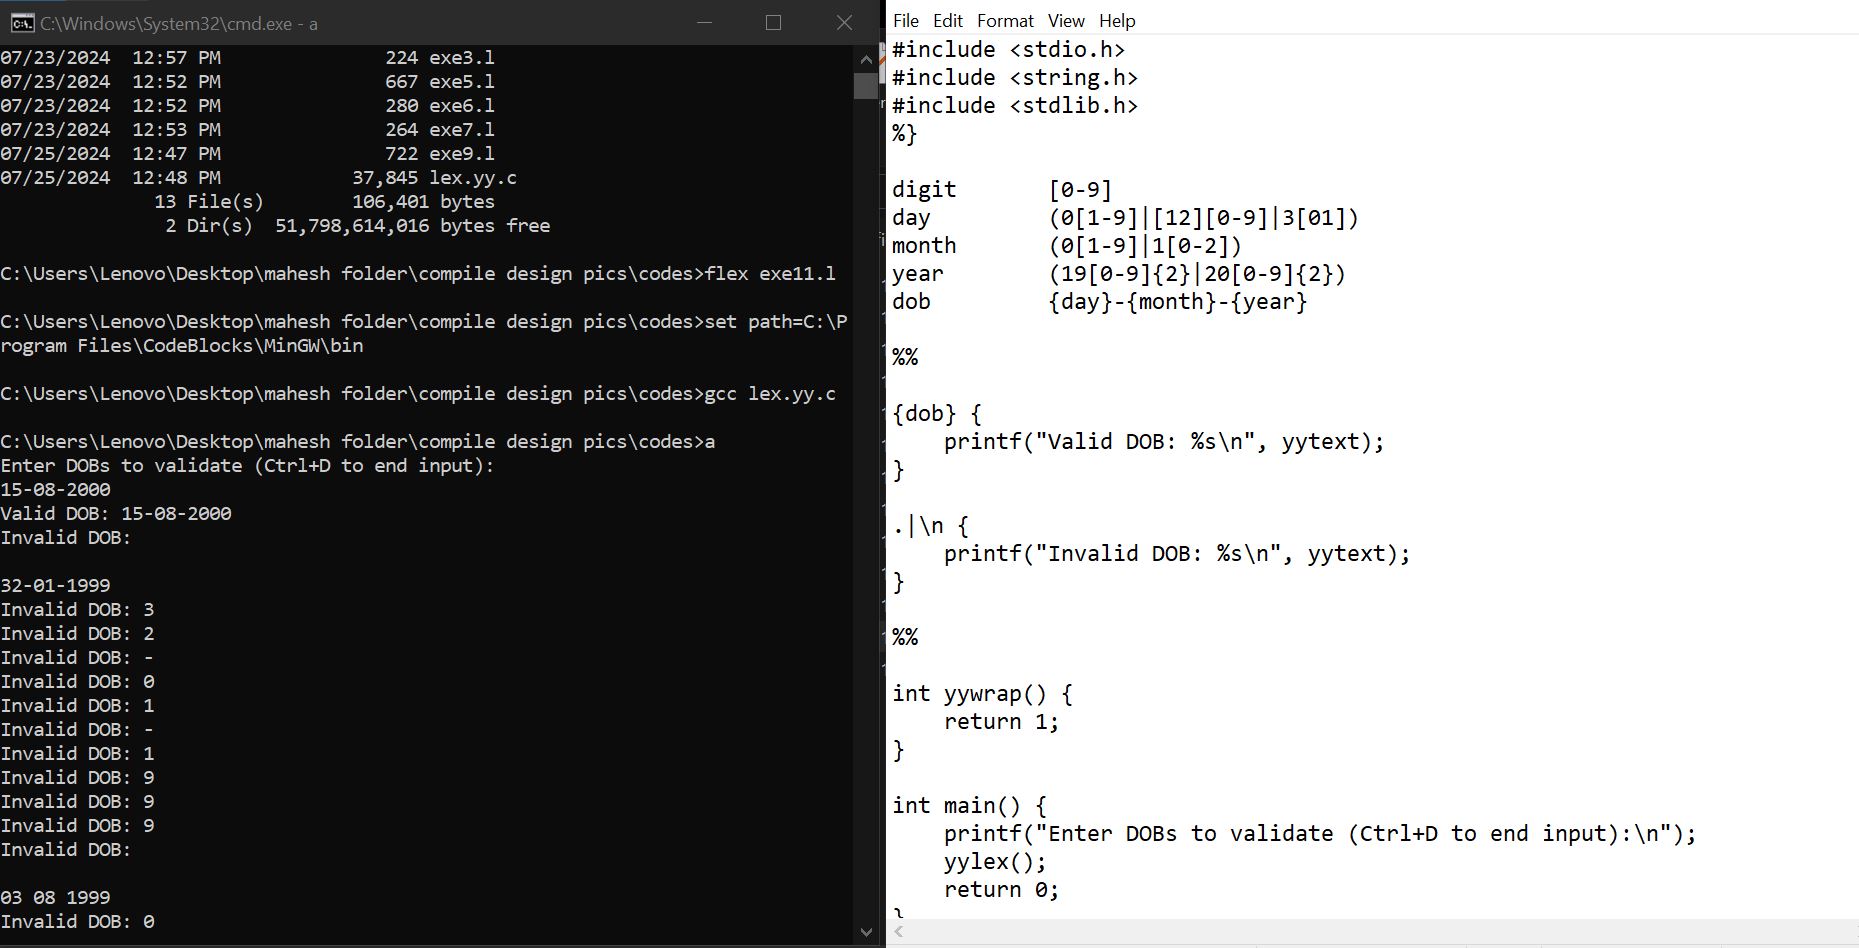 C:\Windows\System32\cmd.exe - a
07/23/2024  12:57 PM               224 exe3.l
07/23/2024  12:52 PM               667 exe5.l
07/23/2024  12:52 PM               280 exe6.l
07/23/2024  12:53 PM               264 exe7.l
07/25/2024  12:47 PM               722 exe9.l
07/25/2024  12:48 PM            37,845 lex.yy.c
              13 File(s)        106,401 bytes
               2 Dir(s)  51,798,614,016 bytes free
C:\Users\Lenovo\Desktop\mahesh folder\compile design pics\codes>flex exe11.l
C:\Users\Lenovo\Desktop\mahesh folder\compile design pics\codes>set path=C:\P
rogram Files\CodeBlocks\MinGW\bin
C:\Users\Lenovo\Desktop\mahesh folder\compile design pics\codes>gcc lex.yy.c
C:\Users\Lenovo\Desktop\mahesh folder\compile design pics\codes>a
Enter DOBs to validate (Ctrl+D to end input):
15-08-2000
Valid DOB: 15-08-2000
Invalid DOB:
32-01-1999
Invalid DOB: 3
Invalid DOB: 2
Invalid DOB: -
Invalid DOB: 0
Invalid DOB: 1
Invalid DOB: -
Invalid DOB: 1
Invalid DOB: 9
Invalid DOB: 9
Invalid DOB: 9
Invalid DOB:
03 08 1999
Invalid DOB: 0
File Edit Format View Help
#include <stdio.h>
#include <string.h>
#include <stdlib.h>
%}
digit       [0-9]
day         (0[1-9]|[12][0-9]|3[01])
month       (0[1-9]|1[0-2])
year        (19[0-9]{2}|20[0-9]{2})
dob         {day}-{month}-{year}
%%
{dob} {
    printf("Valid DOB: %s\n", yytext);
}
.|\n {
    printf("Invalid DOB: %s\n", yytext);
}
%%
int yywrap() {
    return 1;
}
int main() {
    printf("Enter DOBs to validate (Ctrl+D to end input):\n");
    yylex();
    return 0;
}